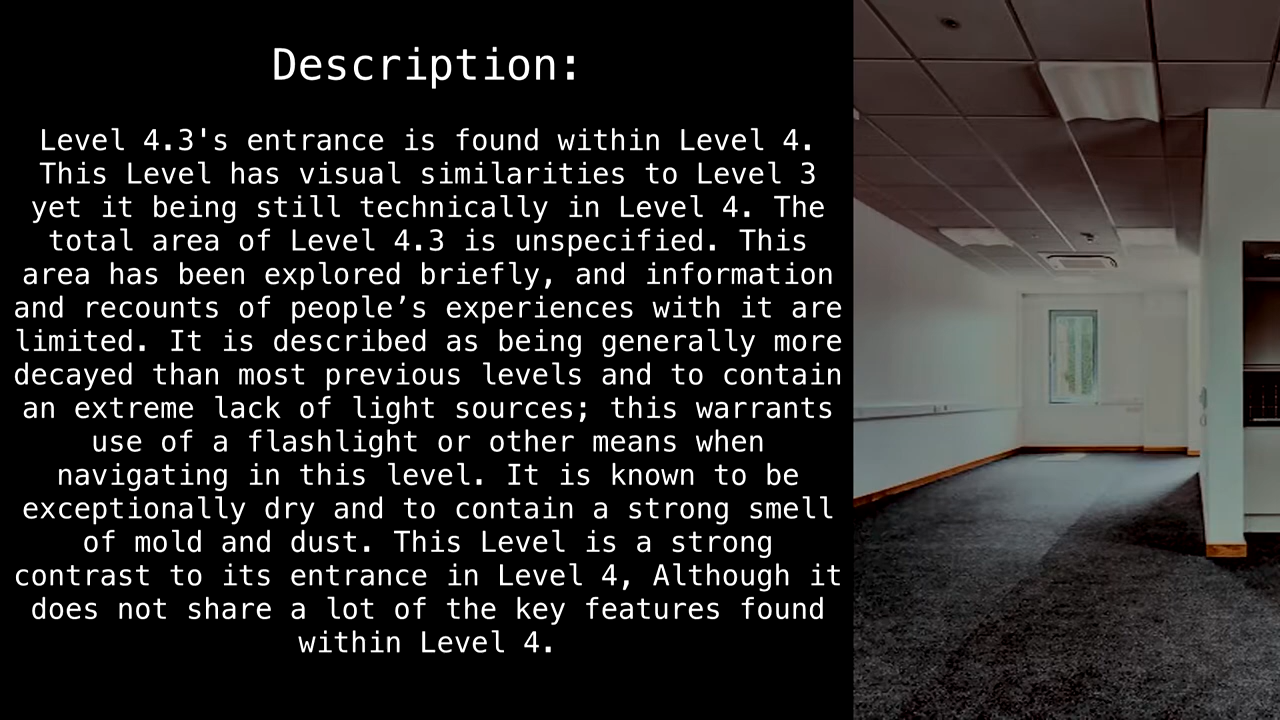 Description:
Level 4.3's entrance is found within Level 4.
This Level has visual similarities to Level 3
yet it being still technically in Level 4. The
total area of Level 4.3 is unspecified. This
area has been explored briefly, and information
and recounts of people’s experiences with it are
limited. It is described as being generally more
decayed than most previous levels and to contain
an extreme lack of light sources; this warrants
use of a flashlight or other means when
navigating in this level. It is known to be
exceptionally dry and to contain a strong smell
of mold and dust. This Level is a strong
contrast to its entrance in Level 4, Although it
does not share a lot of the key features found
within Level 4.